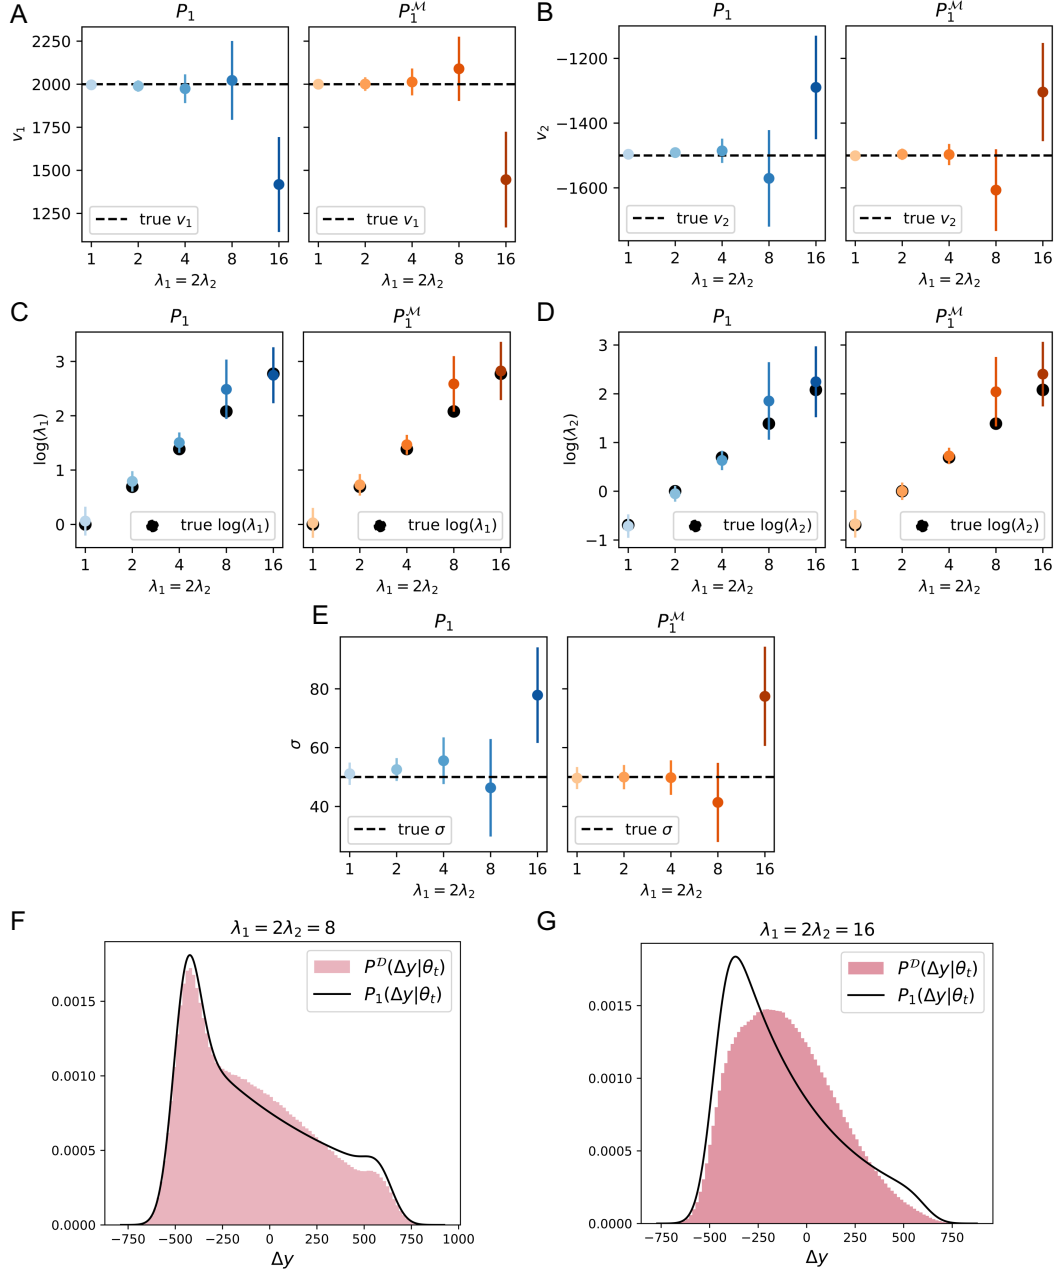 A
P₁
P₁^ℳ
2250
2000
1750
1500
1250
v₁
true v₁
true v₁
1 2 4 8 16
1 2 4 8 16
λ₁ = 2λ₂
λ₁ = 2λ₂
B
P₁
P₁^ℳ
−1200
−1400
−1600
v₂
true v₂
true v₂
1 2 4 8 16
1 2 4 8 16
λ₁ = 2λ₂
λ₁ = 2λ₂
C
P₁
P₁^ℳ
3
2
1
0
log(λ₁)
true log(λ₁)
true log(λ₁)
1 2 4 8 16
1 2 4 8 16
λ₁ = 2λ₂
λ₁ = 2λ₂
D
P₁
P₁^ℳ
3
2
1
0
−1
log(λ₂)
true log(λ₂)
true log(λ₂)
1 2 4 8 16
1 2 4 8 16
λ₁ = 2λ₂
λ₁ = 2λ₂
E
P₁
P₁^ℳ
80
60
40
σ
true σ
true σ
1 2 4 8 16
1 2 4 8 16
λ₁ = 2λ₂
λ₁ = 2λ₂
F
λ₁ = 2λ₂ = 8
P^𝒟(Δy|θₜ)
P₁(Δy|θₜ)
0.0015
0.0010
0.0005
0.0000
−750 −500 −250 0 250 500 750 1000
Δy
G
λ₁ = 2λ₂ = 16
P^𝒟(Δy|θₜ)
P₁(Δy|θₜ)
0.0015
0.0010
0.0005
0.0000
−750 −500 −250 0 250 500 750
Δy